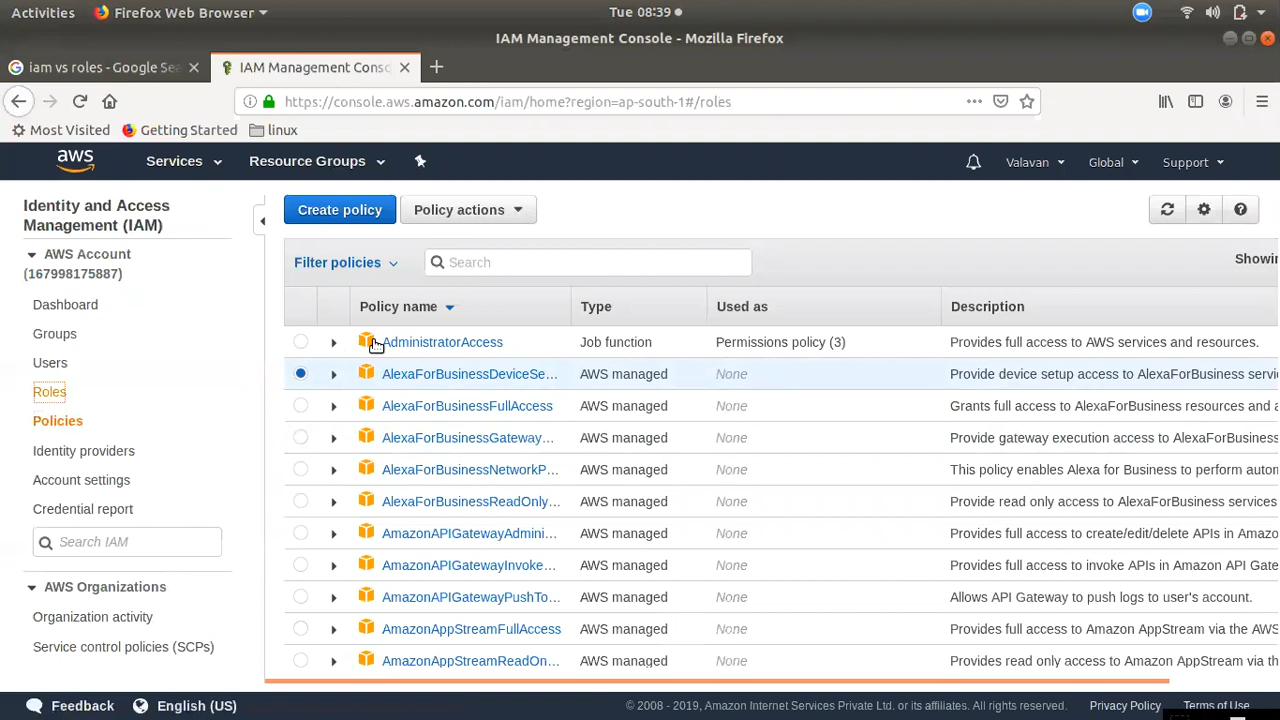 Activities Firefox Web Browser Tue 08:39
IAM Management Console - Mozilla Firefox
iam vs roles - Google Sea
IAM Management Conso
https://console.aws.amazon.com/iam/home?region=ap-south-1#/roles
Most Visited Getting Started linux
aws Services Resource Groups Valavan Global Support
Identity and Access
Management (IAM)
AWS Account
(167998175887)
Dashboard
Groups
Users
Roles
Policies
Identity providers
Account settings
Credential report
Search IAM
AWS Organizations
Organization activity
Service control policies (SCPs)
Create policy Policy actions
Filter policies Search Showin
Policy name Type Used as Description
AdministratorAccess Job function Permissions policy (3) Provides full access to AWS services and resources.
AlexaForBusinessDeviceSe... AWS managed None Provide device setup access to AlexaForBusiness servi
AlexaForBusinessFullAccess AWS managed None Grants full access to AlexaForBusiness resources and a
AlexaForBusinessGateway... AWS managed None Provide gateway execution access to AlexaForBusiness
AlexaForBusinessNetworkP... AWS managed None This policy enables Alexa for Business to perform autom
AlexaForBusinessReadOnly... AWS managed None Provide read only access to AlexaForBusiness services
AmazonAPIGatewayAdmini... AWS managed None Provides full access to create/edit/delete APIs in Amazo
AmazonAPIGatewayInvoke... AWS managed None Provides full access to invoke APIs in Amazon API Gate
AmazonAPIGatewayPushTo... AWS managed None Allows API Gateway to push logs to user's account.
AmazonAppStreamFullAccess AWS managed None Provides full access to Amazon AppStream via the AWS
AmazonAppStreamReadOn... AWS managed None Provides read only access to Amazon AppStream via th
Feedback English (US) © 2008 - 2019, Amazon Internet Services Private Ltd. or its affiliates. All rights reserved. Privacy Policy Terms of Use